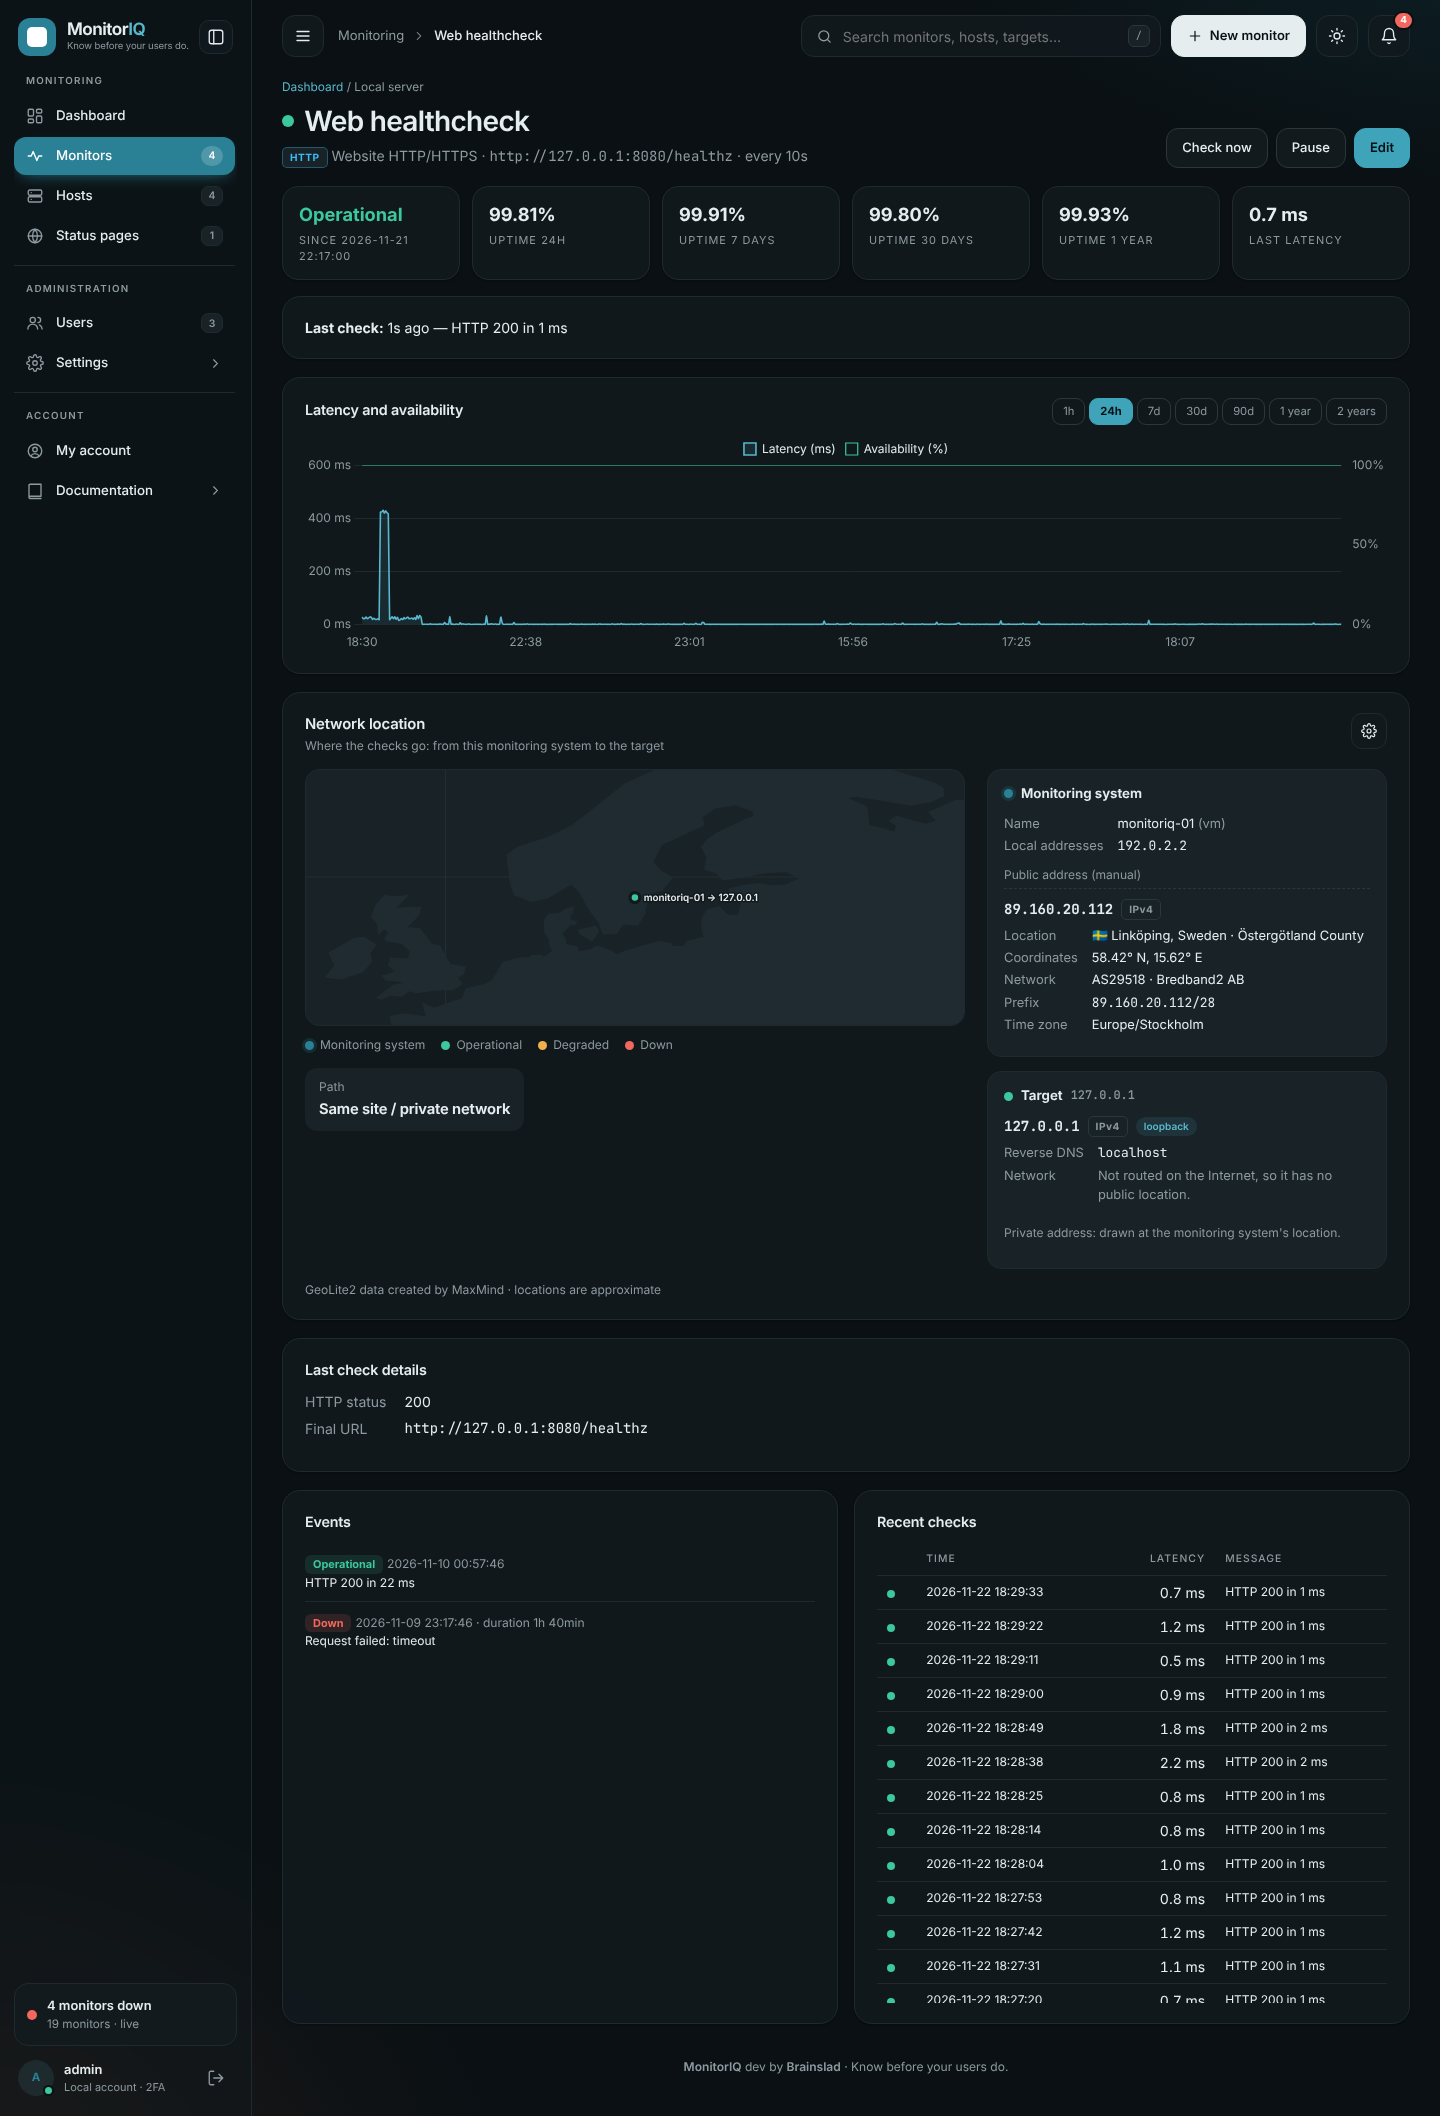 MonitorIQ
Know before your users do.
MONITORING
Dashboard
Monitors 4
Hosts 4
Status pages 1
ADMINISTRATION
Users 3
Settings
ACCOUNT
My account
Documentation
4 monitors down
19 monitors · live
A
admin
Local account · 2FA
Monitoring > Web healthcheck
Search monitors, hosts, targets... /
+ New monitor
4
Dashboard / Local server
Web healthcheck
HTTP Website HTTP/HTTPS · http://127.0.0.1:8080/healthz · every 10s
Check now Pause Edit
Operational
SINCE 2026-11-21
22:17:00
99.81%
UPTIME 24H
99.91%
UPTIME 7 DAYS
99.80%
UPTIME 30 DAYS
99.93%
UPTIME 1 YEAR
0.7 ms
LAST LATENCY
Last check: 1s ago — HTTP 200 in 1 ms
Latency and availability
1h 24h 7d 30d 90d 1 year 2 years
Latency (ms) Availability (%)
600 ms 100%
400 ms
50%
200 ms
0 ms 0%
18:30 22:38 23:01 15:56 17:25 18:07
Network location
Where the checks go: from this monitoring system to the target
monitoriq-01 → 127.0.0.1
Monitoring system Operational Degraded Down
Path
Same site / private network
Monitoring system
Name monitoriq-01 (vm)
Local addresses 192.0.2.2
Public address (manual)
89.160.20.112 IPv4
Location 🇸🇪 Linköping, Sweden · Östergötland County
Coordinates 58.42° N, 15.62° E
Network AS29518 · Bredband2 AB
Prefix 89.160.20.112/28
Time zone Europe/Stockholm
Target 127.0.0.1
127.0.0.1 IPv4 loopback
Reverse DNS localhost
Network Not routed on the Internet, so it has no
public location.
Private address: drawn at the monitoring system's location.
GeoLite2 data created by MaxMind · locations are approximate
Last check details
HTTP status 200
Final URL http://127.0.0.1:8080/healthz
Events
Operational 2026-11-10 00:57:46
HTTP 200 in 22 ms
Down 2026-11-09 23:17:46 · duration 1h 40min
Request failed: timeout
Recent checks
TIME LATENCY MESSAGE
2026-11-22 18:29:33 0.7 ms HTTP 200 in 1 ms
2026-11-22 18:29:22 1.2 ms HTTP 200 in 1 ms
2026-11-22 18:29:11 0.5 ms HTTP 200 in 1 ms
2026-11-22 18:29:00 0.9 ms HTTP 200 in 1 ms
2026-11-22 18:28:49 1.8 ms HTTP 200 in 2 ms
2026-11-22 18:28:38 2.2 ms HTTP 200 in 2 ms
2026-11-22 18:28:25 0.8 ms HTTP 200 in 1 ms
2026-11-22 18:28:14 0.8 ms HTTP 200 in 1 ms
2026-11-22 18:28:04 1.0 ms HTTP 200 in 1 ms
2026-11-22 18:27:53 0.8 ms HTTP 200 in 1 ms
2026-11-22 18:27:42 1.2 ms HTTP 200 in 1 ms
2026-11-22 18:27:31 1.1 ms HTTP 200 in 1 ms
2026-11-22 18:27:20 0.7 ms HTTP 200 in 1 ms
MonitorIQ dev by Brainslad · Know before your users do.